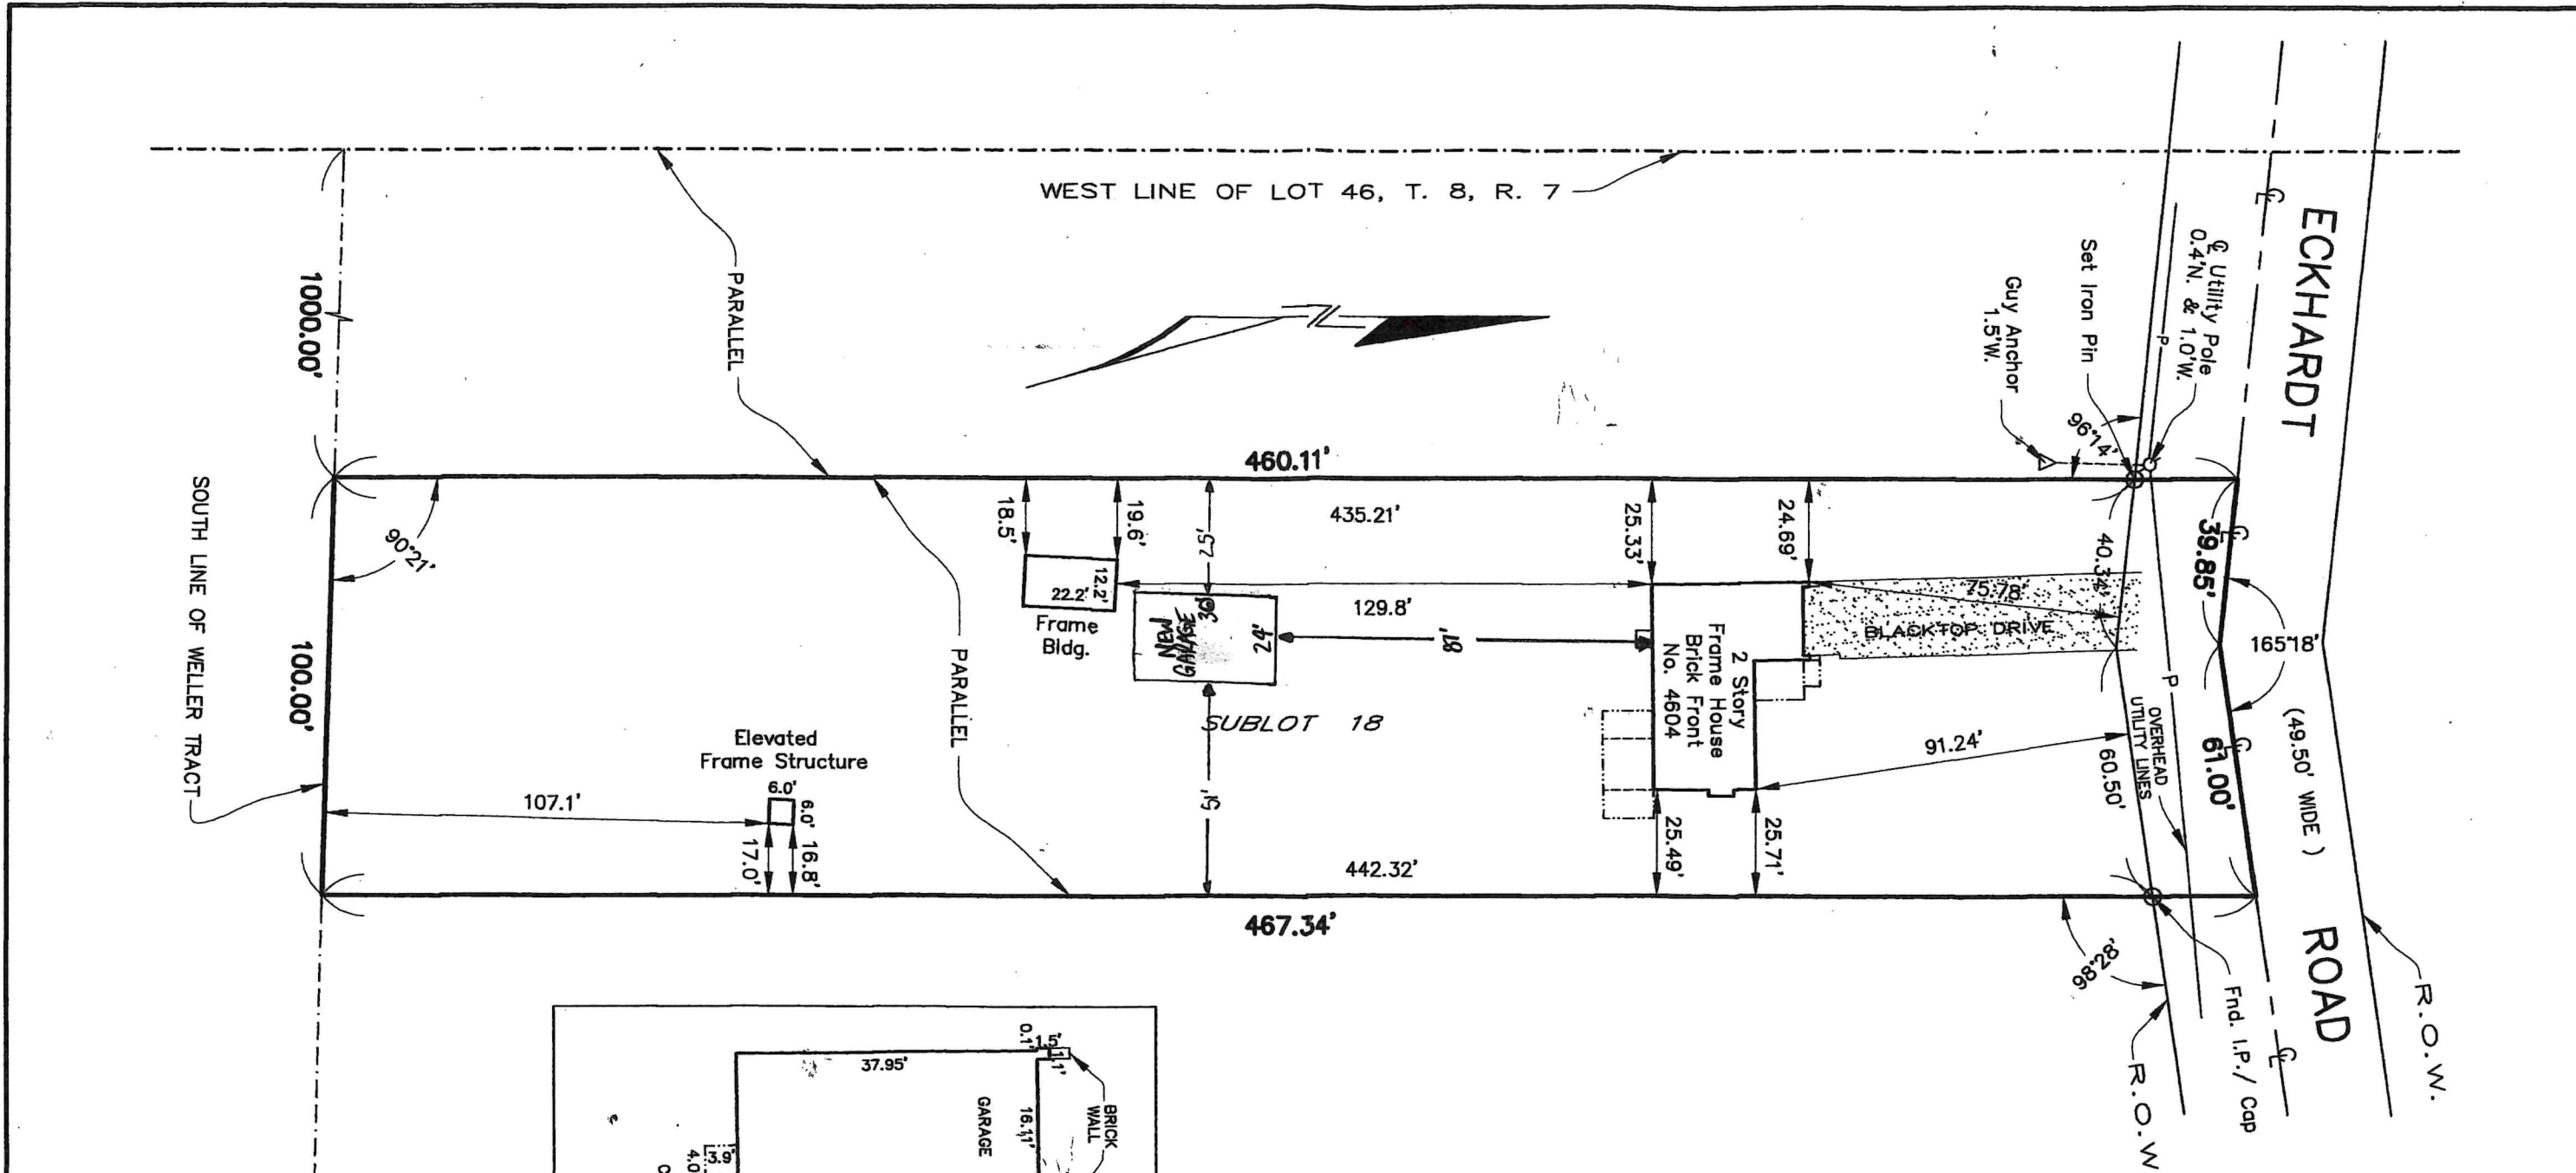 WEST LINE OF LOT 46, T. 8, R. 7
PARALLEL
1000.00'
N
ECKHARDT
℄
℄ Utility Pole
0.4'N. & 1.0'W.
P
Set Iron Pin
Guy Anchor
1.5'W.
96°14'
460.11'
435.21'
18.5'
19.6'
25'
25.33'
24.69'
40.34'
39.85'
℄
90°21'
SOUTH LINE OF WELLER TRACT
100.00'
12.2'
22.2'
Frame
Bldg.
129.8'
NEW
GARAGE
24'
81'
75.78'
BLACKTOP DRIVE
165°18'
2 Story
Frame House
Brick Front
No. 4604
PARALLEL
SUBLOT 18
P
OVERHEAD
UTILITY LINES
61.00'
℄
(49.50' WIDE )
91.24'
60.50'
Elevated
Frame Structure
6.0'
6.0'
107.1'
17.0'
16.8'
51'
25.49'
25.71'
442.32'
467.34'
98°28'
ROAD
R.O.W.
Fnd. I.P./ Cap
℄
R.O.W
0.1'
1.5'
1.1'
37.95'
BRICK
WALL
GARAGE
16.11'
3.9'
4.0